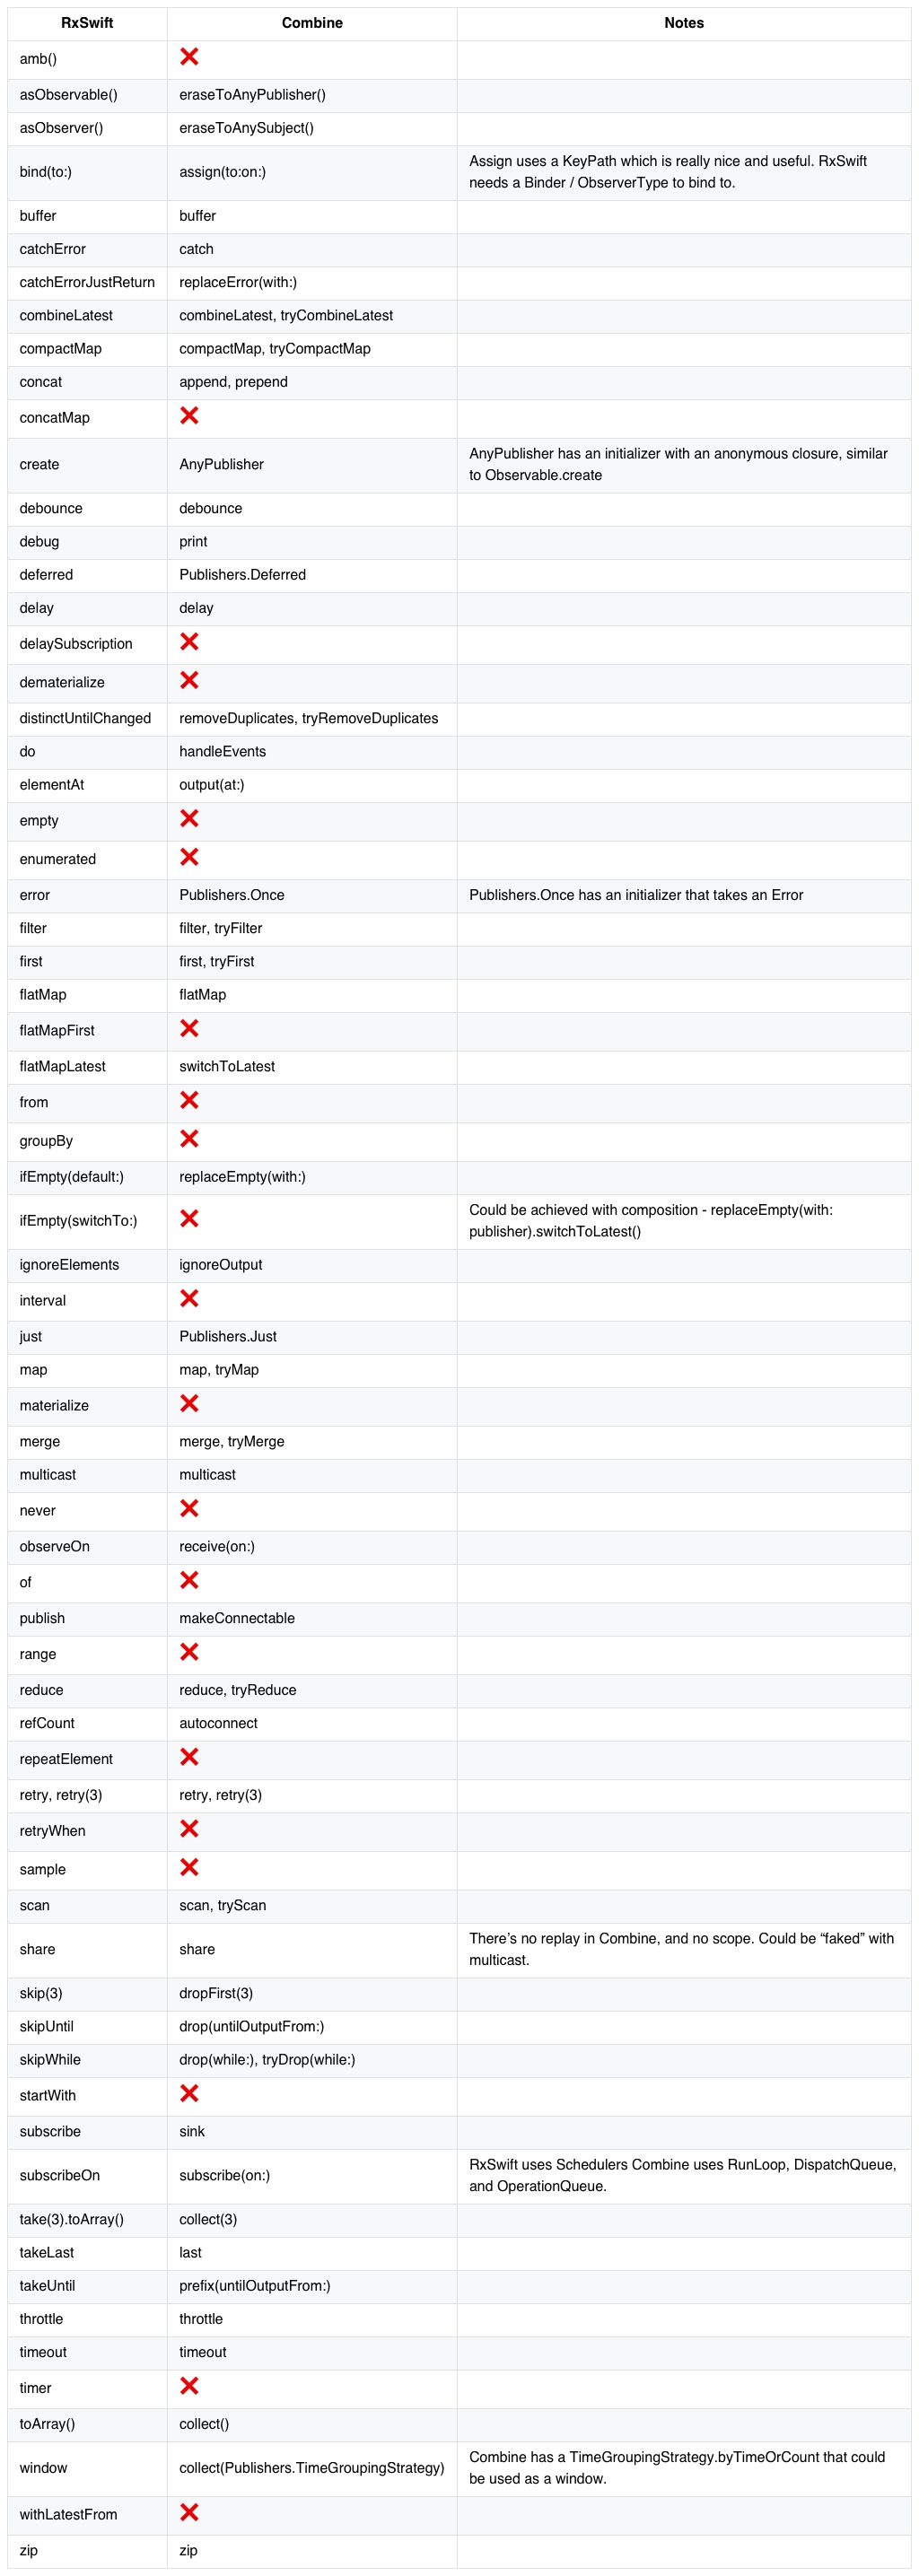 RxSwift Combine Notes
amb() ❌
asObservable() eraseToAnyPublisher()
asObserver() eraseToAnySubject()
bind(to:) assign(to:on:) Assign uses a KeyPath which is really nice and useful. RxSwift
needs a Binder / ObserverType to bind to.
buffer buffer
catchError catch
catchErrorJustReturn replaceError(with:)
combineLatest combineLatest, tryCombineLatest
compactMap compactMap, tryCompactMap
concat append, prepend
concatMap ❌
create AnyPublisher AnyPublisher has an initializer with an anonymous closure, similar
to Observable.create
debounce debounce
debug print
deferred Publishers.Deferred
delay delay
delaySubscription ❌
dematerialize ❌
distinctUntilChanged removeDuplicates, tryRemoveDuplicates
do handleEvents
elementAt output(at:)
empty ❌
enumerated ❌
error Publishers.Once Publishers.Once has an initializer that takes an Error
filter filter, tryFilter
first first, tryFirst
flatMap flatMap
flatMapFirst ❌
flatMapLatest switchToLatest
from ❌
groupBy ❌
ifEmpty(default:) replaceEmpty(with:)
ifEmpty(switchTo:) ❌ Could be achieved with composition - replaceEmpty(with:
publisher).switchToLatest()
ignoreElements ignoreOutput
interval ❌
just Publishers.Just
map map, tryMap
materialize ❌
merge merge, tryMerge
multicast multicast
never ❌
observeOn receive(on:)
of ❌
publish makeConnectable
range ❌
reduce reduce, tryReduce
refCount autoconnect
repeatElement ❌
retry, retry(3) retry, retry(3)
retryWhen ❌
sample ❌
scan scan, tryScan
share share There’s no replay in Combine, and no scope. Could be “faked” with
multicast.
skip(3) dropFirst(3)
skipUntil drop(untilOutputFrom:)
skipWhile drop(while:), tryDrop(while:)
startWith ❌
subscribe sink
subscribeOn subscribe(on:) RxSwift uses Schedulers Combine uses RunLoop, DispatchQueue,
and OperationQueue.
take(3).toArray() collect(3)
takeLast last
takeUntil prefix(untilOutputFrom:)
throttle throttle
timeout timeout
timer ❌
toArray() collect()
window collect(Publishers.TimeGroupingStrategy) Combine has a TimeGroupingStrategy.byTimeOrCount that could
be used as a window.
withLatestFrom ❌
zip zip